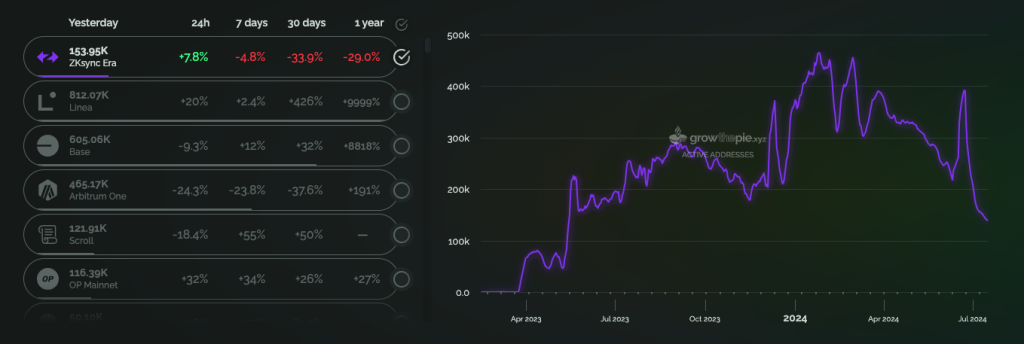 Yesterday 24h 7 days 30 days 1 year
153.95K
ZKsync Era +7.8% -4.8% -33.9% -29.0%
812.07K
Linea +20% +2.4% +426% +9999%
605.06K
Base -9.3% +12% +32% +8818%
465.17K
Arbitrum One -24.3% -23.8% -37.6% +191%
121.91K
Scroll -18.4% +55% +50% —
OP
116.39K
OP Mainnet +32% +34% +26% +27%
500k
400k
300k
200k
100k
0.0
growthepie.xyz
ACTIVE ADDRESSES
Apr 2023 Jul 2023 Oct 2023 2024 Apr 2024 Jul 2024